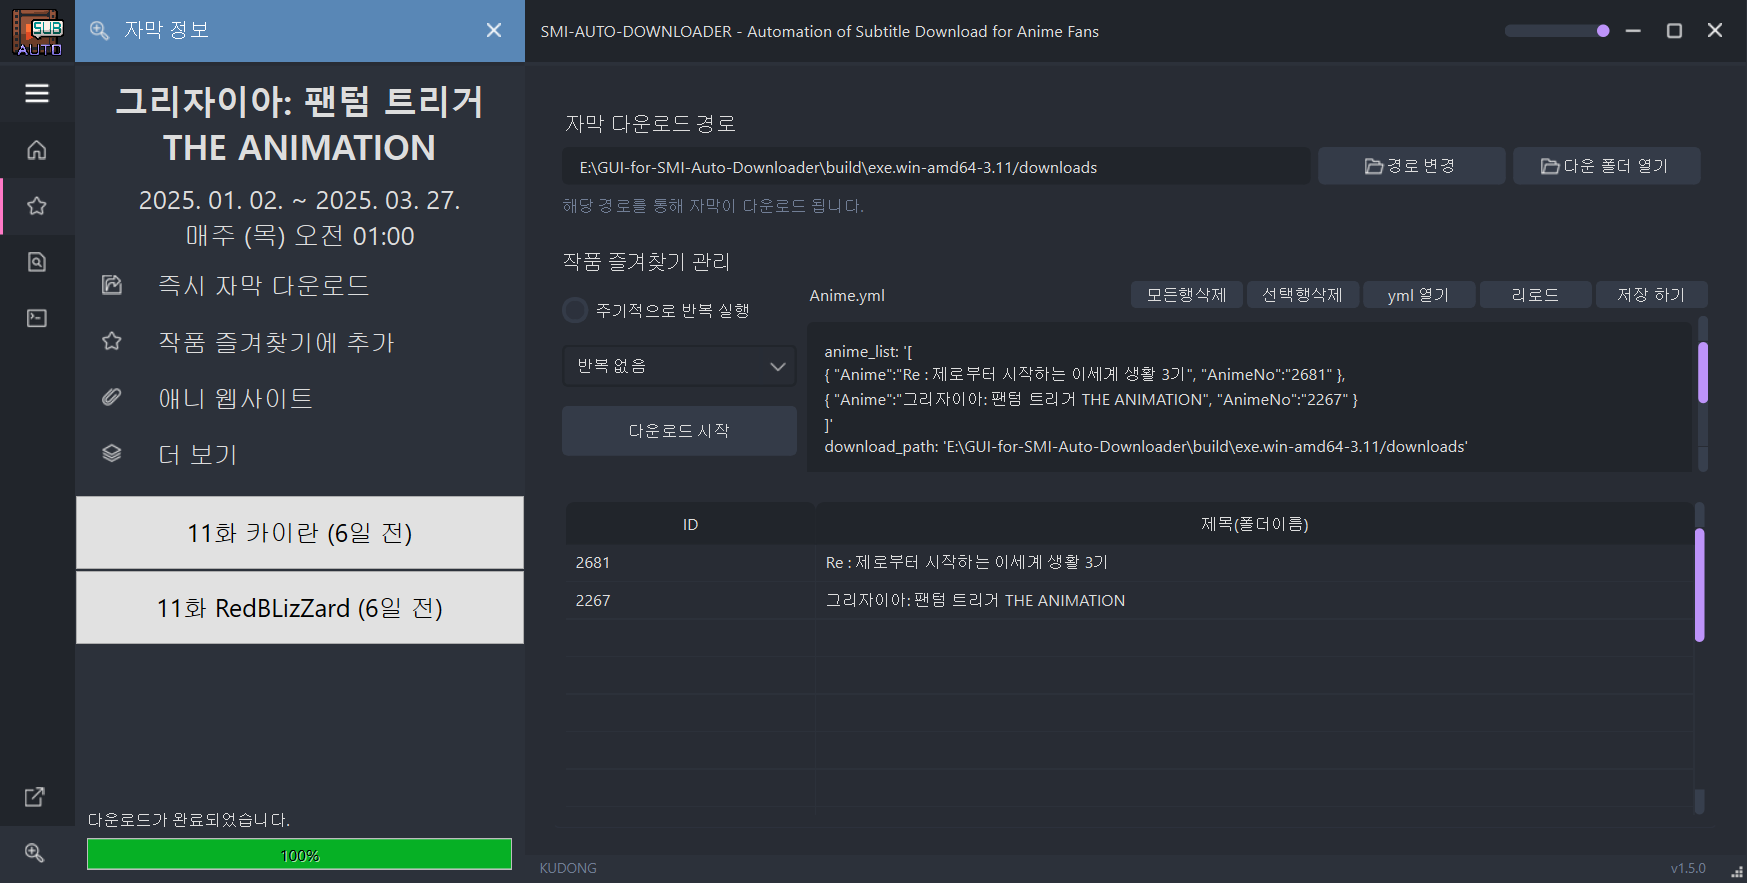 SUB
AUTO
자막 정보
SMI-AUTO-DOWNLOADER - Automation of Subtitle Download for Anime Fans
그리자이아: 팬텀 트리거
THE ANIMATION
2025. 01. 02. ~ 2025. 03. 27.
매주 (목) 오전 01:00
즉시 자막 다운로드
작품 즐겨찾기에 추가
애니 웹사이트
더 보기
11화 카이란 (6일 전)
11화 RedBLizZard (6일 전)
다운로드가 완료되었습니다.
100%
자막 다운로드 경로
E:\GUI-for-SMI-Auto-Downloader\build\exe.win-amd64-3.11/downloads
경로 변경
다운 폴더 열기
해당 경로를 통해 자막이 다운로드 됩니다.
작품 즐겨찾기 관리
주기적으로 반복 실행
반복 없음
다운로드 시작
Anime.yml
모든행삭제
선택행삭제
yml 열기
리로드
저장 하기
anime_list: '[
{ "Anime":"Re : 제로부터 시작하는 이세계 생활 3기", "AnimeNo":"2681" },
{ "Anime":"그리자이아: 팬텀 트리거 THE ANIMATION", "AnimeNo":"2267" }
]'
download_path: 'E:\GUI-for-SMI-Auto-Downloader\build\exe.win-amd64-3.11/downloads'
ID 제목(폴더이름)
2681 Re : 제로부터 시작하는 이세계 생활 3기
2267 그리자이아: 팬텀 트리거 THE ANIMATION
KUDONG
v1.5.0